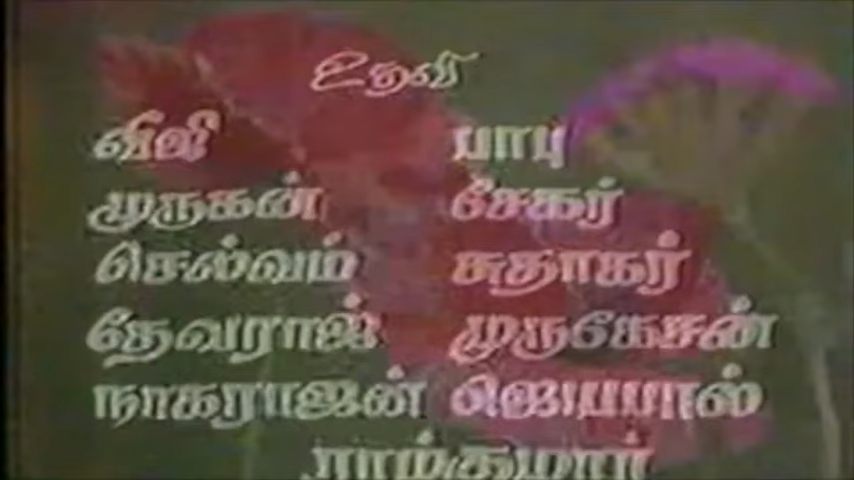 உதவி
விஜி பாபு
முருகன் சேகர்
செல்வம் சுதாகர்
தேவராஜ் முருகேசன்
நாகராஜன் ஜெயபால்
ராம்குமார்